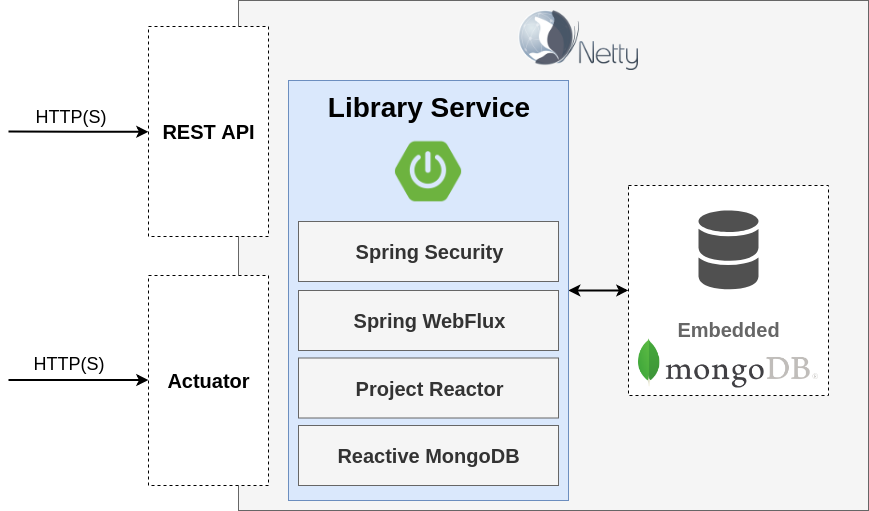 Netty
Library Service
HTTP(S)
REST API
Spring Security
Spring WebFlux
Embedded
mongoDB
HTTP(S)
Actuator
Project Reactor
Reactive MongoDB